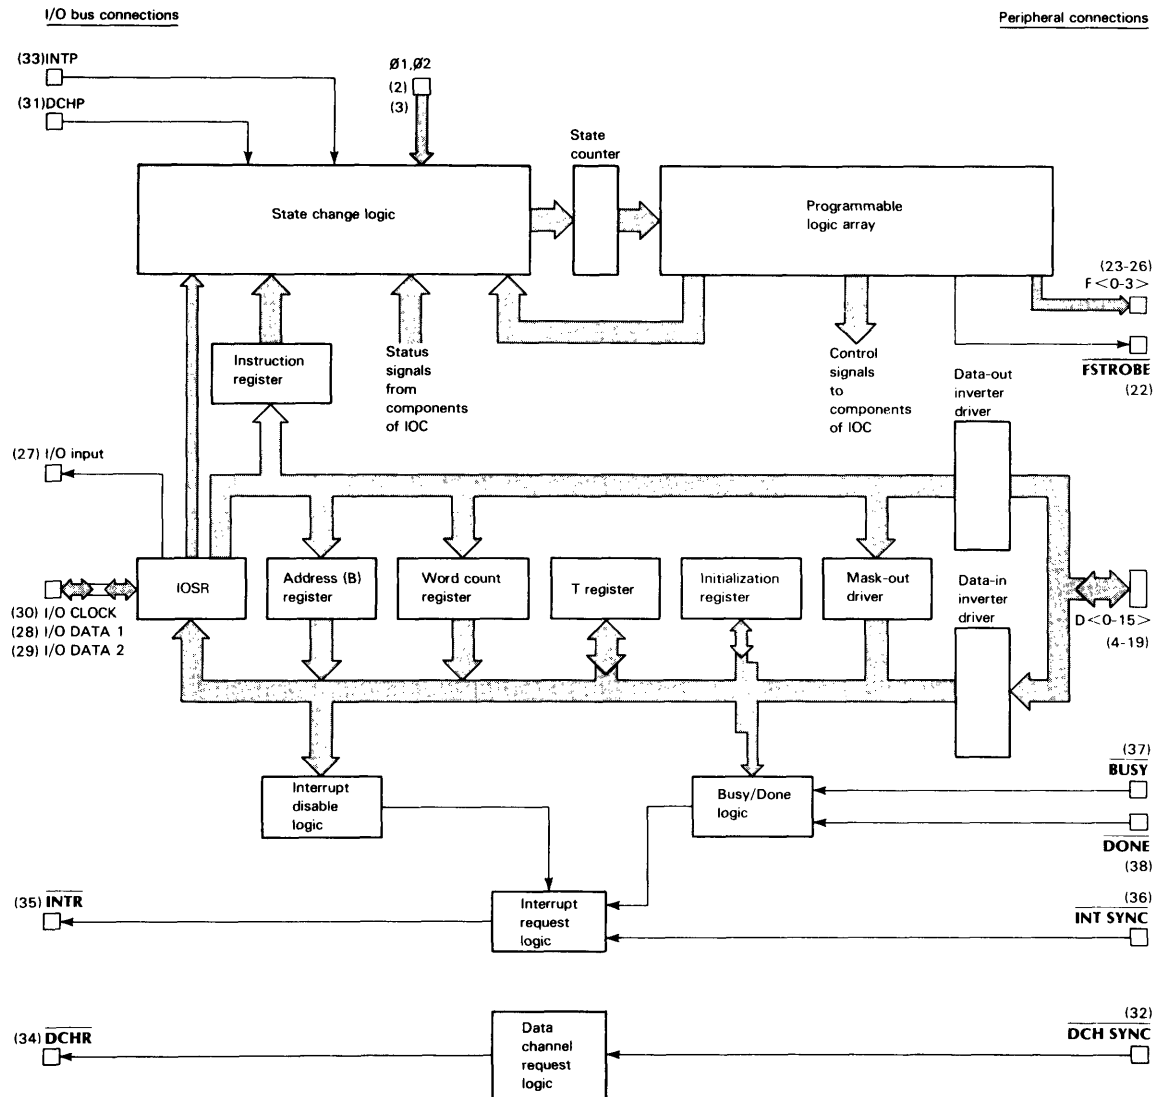 I/O bus connections
Peripheral connections
(33)INTP
(31)DCHP
Ø1,Ø2
(2)
(3)
State
counter
State change logic
Programmable
logic array
(23-26)
F<0-3>
FSTROBE
(22)
Instruction
register
Status
signals
from
components
of IOC
Control
signals
to
components
of IOC
Data-out
inverter
driver
(27) I/O input
IOSR
Address (B)
register
Word count
register
T register
Initialization
register
Mask-out
driver
Data-in
inverter
driver
(30) I/O CLOCK
(28) I/O DATA 1
(29) I/O DATA 2
D<0-15>
(4-19)
Interrupt
disable
logic
Busy/Done
logic
(37)
BUSY
DONE
(38)
(35) INTR
Interrupt
request
logic
(36)
INT SYNC
(34) DCHR
Data
channel
request
logic
(32)
DCH SYNC